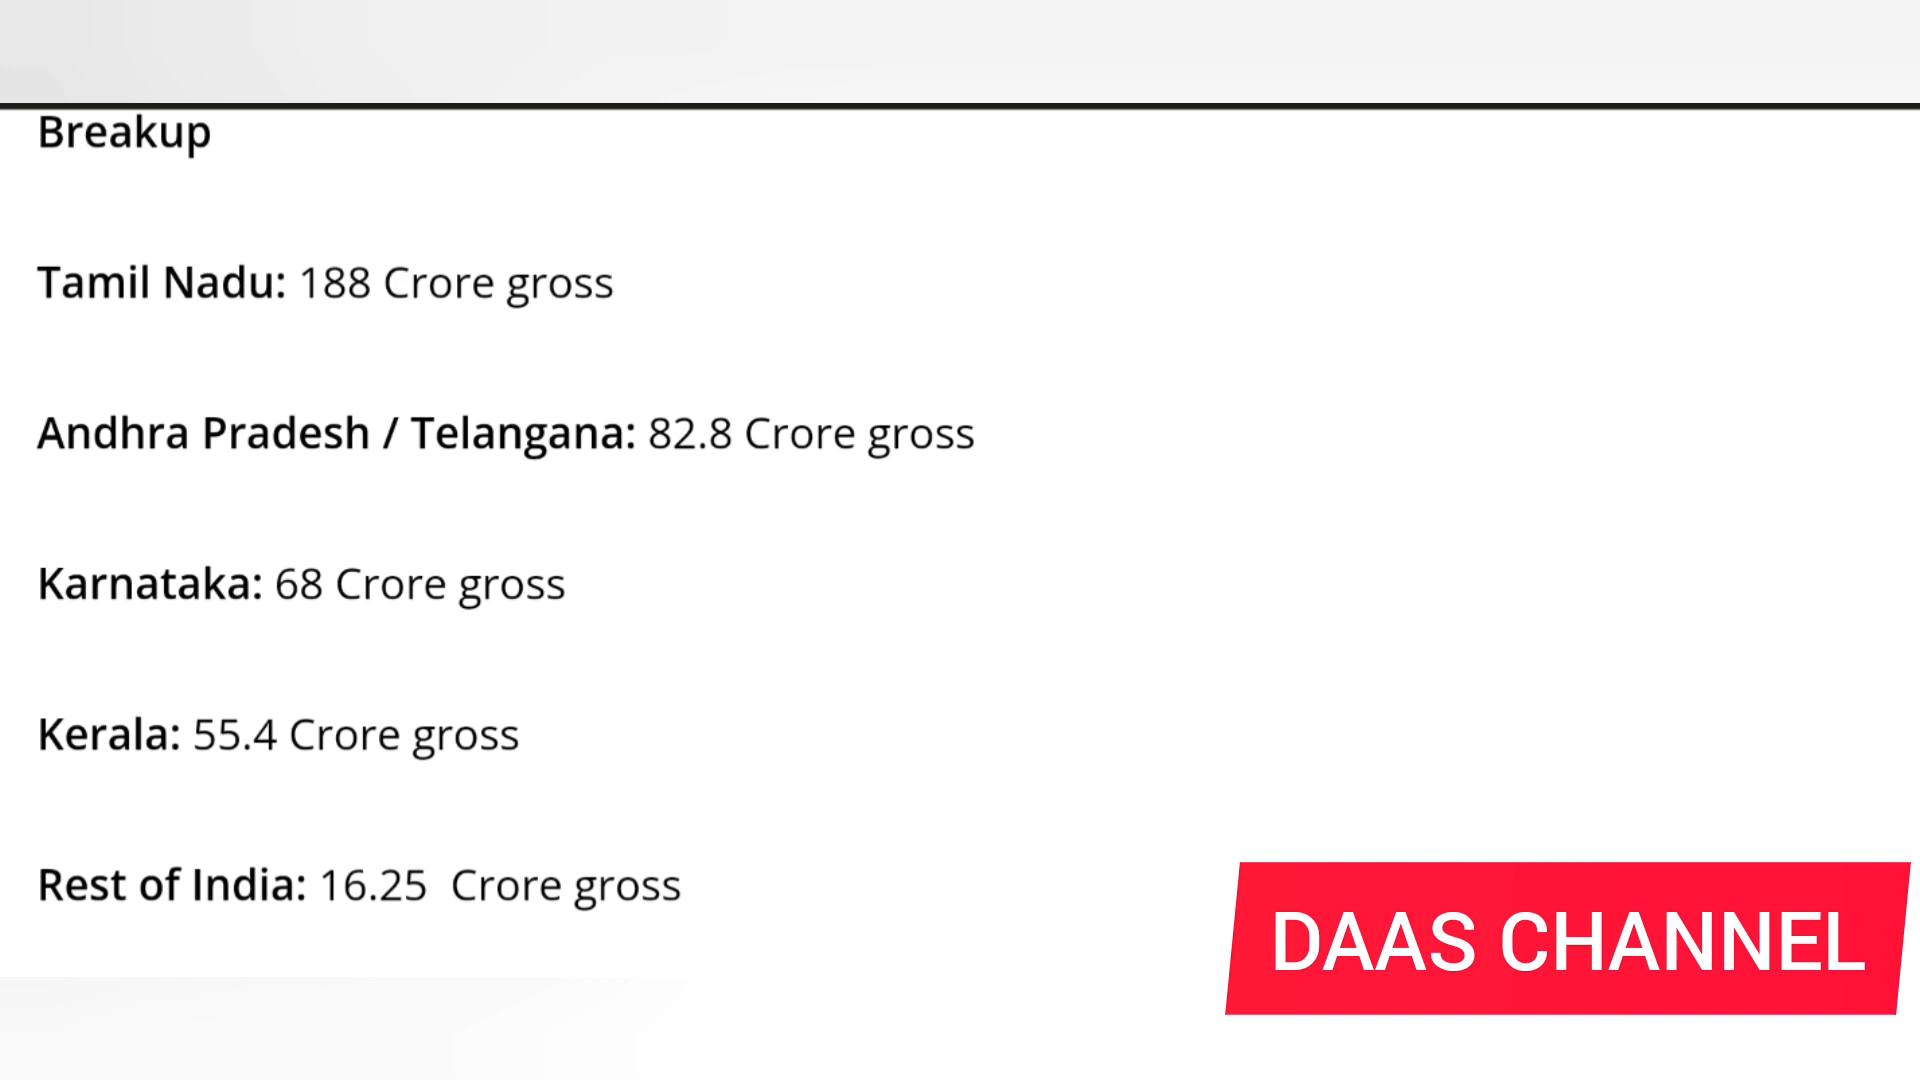 Breakup
Tamil Nadu: 188 Crore gross
Andhra Pradesh / Telangana: 82.8 Crore gross
Karnataka: 68 Crore gross
Kerala: 55.4 Crore gross
Rest of India: 16.25  Crore gross
DAAS CHANNEL